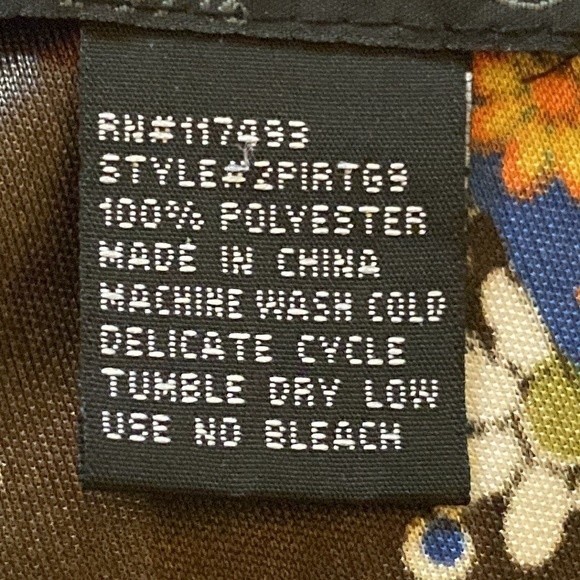 RN#117493
STYLE#2PIRT69
100% POLYESTER
MADE IN CHINA
MACHINE WASH COLD
DELICATE CYCLE
TUMBLE DRY LOW
USE NO BLEACH